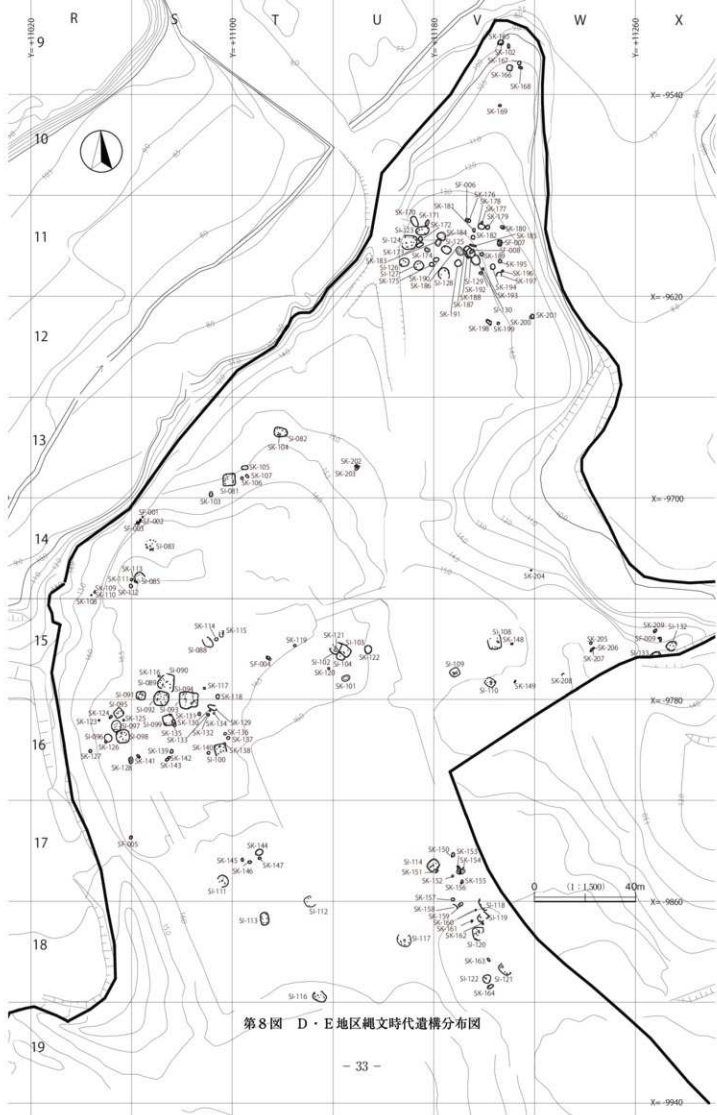 R S T U V W X
Y= +11020
Y= +11100
Y= +11180
Y= +11260
9
SK-165
SK-102
SK-167
SK-166
SK-168
X= -9540
SK-169
10
11
SF-006
SK-176
SK-178
SK-177
SK-179
SK-181
SK-170
SK-171
SK-172
SK-184
SK-182
SK-180
SK-185
SF-007
SF-008
SI-123
SI-124
SI-125
SK-173
SK-174
SK-183
SI-126
SI-127
SK-175
SK-190
SK-186
SI-128
SK-189
SK-195
SK-196
SK-197
SK-194
SK-193
SI-129
SK-192
SK-188
SK-187
SK-191
X= -9620
12
SI-130
SK-201
SK-200
SK-198
SK-199
13
SI-082
SK-104
SK-105
SK-107
SK-106
SI-081
SK-103
SK-202
SK-203
X= -9700
14
SF-001
SF-002
SF-003
SI-083
SK-113
SK-111
SI-085
SK-112
SK-109
SK-110
SK-108
SK-204
15
SK-114
SK-115
SI-088
SK-119
SF-004
SK-121
SI-103
SI-102
SI-104
SK-122
SK-120
SK-101
SI-108
SK-148
SI-109
SI-110
SK-149
SK-205
SK-206
SK-207
SK-208
SK-209
SF-009
SI-132
SI-133
X= -9780
SK-116
SI-090
SI-089
SK-117
SI-091
SI-094
SK-118
SI-092
SI-093
SI-095
SK-124
SK-123
SK-125
SI-097
SI-099
SK-131
SK-130
SK-129
SK-134
SK-132
SK-135
SK-133
SK-136
SK-137
16
SI-096
SI-098
SK-126
SK-127
SK-139
SK-140
SK-138
SK-141
SK-142
SI-100
SK-128
SK-143
17
SF-005
SK-144
SK-145
SK-147
SK-146
SI-111
SK-150
SK-153
SI-114
SK-154
SK-151
SK-152
SK-155
SK-156
0 (1:1,500) 40m
X= -9860
18
SI-112
SI-113
SK-157
SK-158
SK-159
SI-118
SI-119
SK-160
SK-161
SK-162
SI-120
SI-117
SK-163
SI-122
SI-121
SK-164
SI-116
第8図 D・E地区縄文時代遺構分布図
19
− 33 −
X= -9940